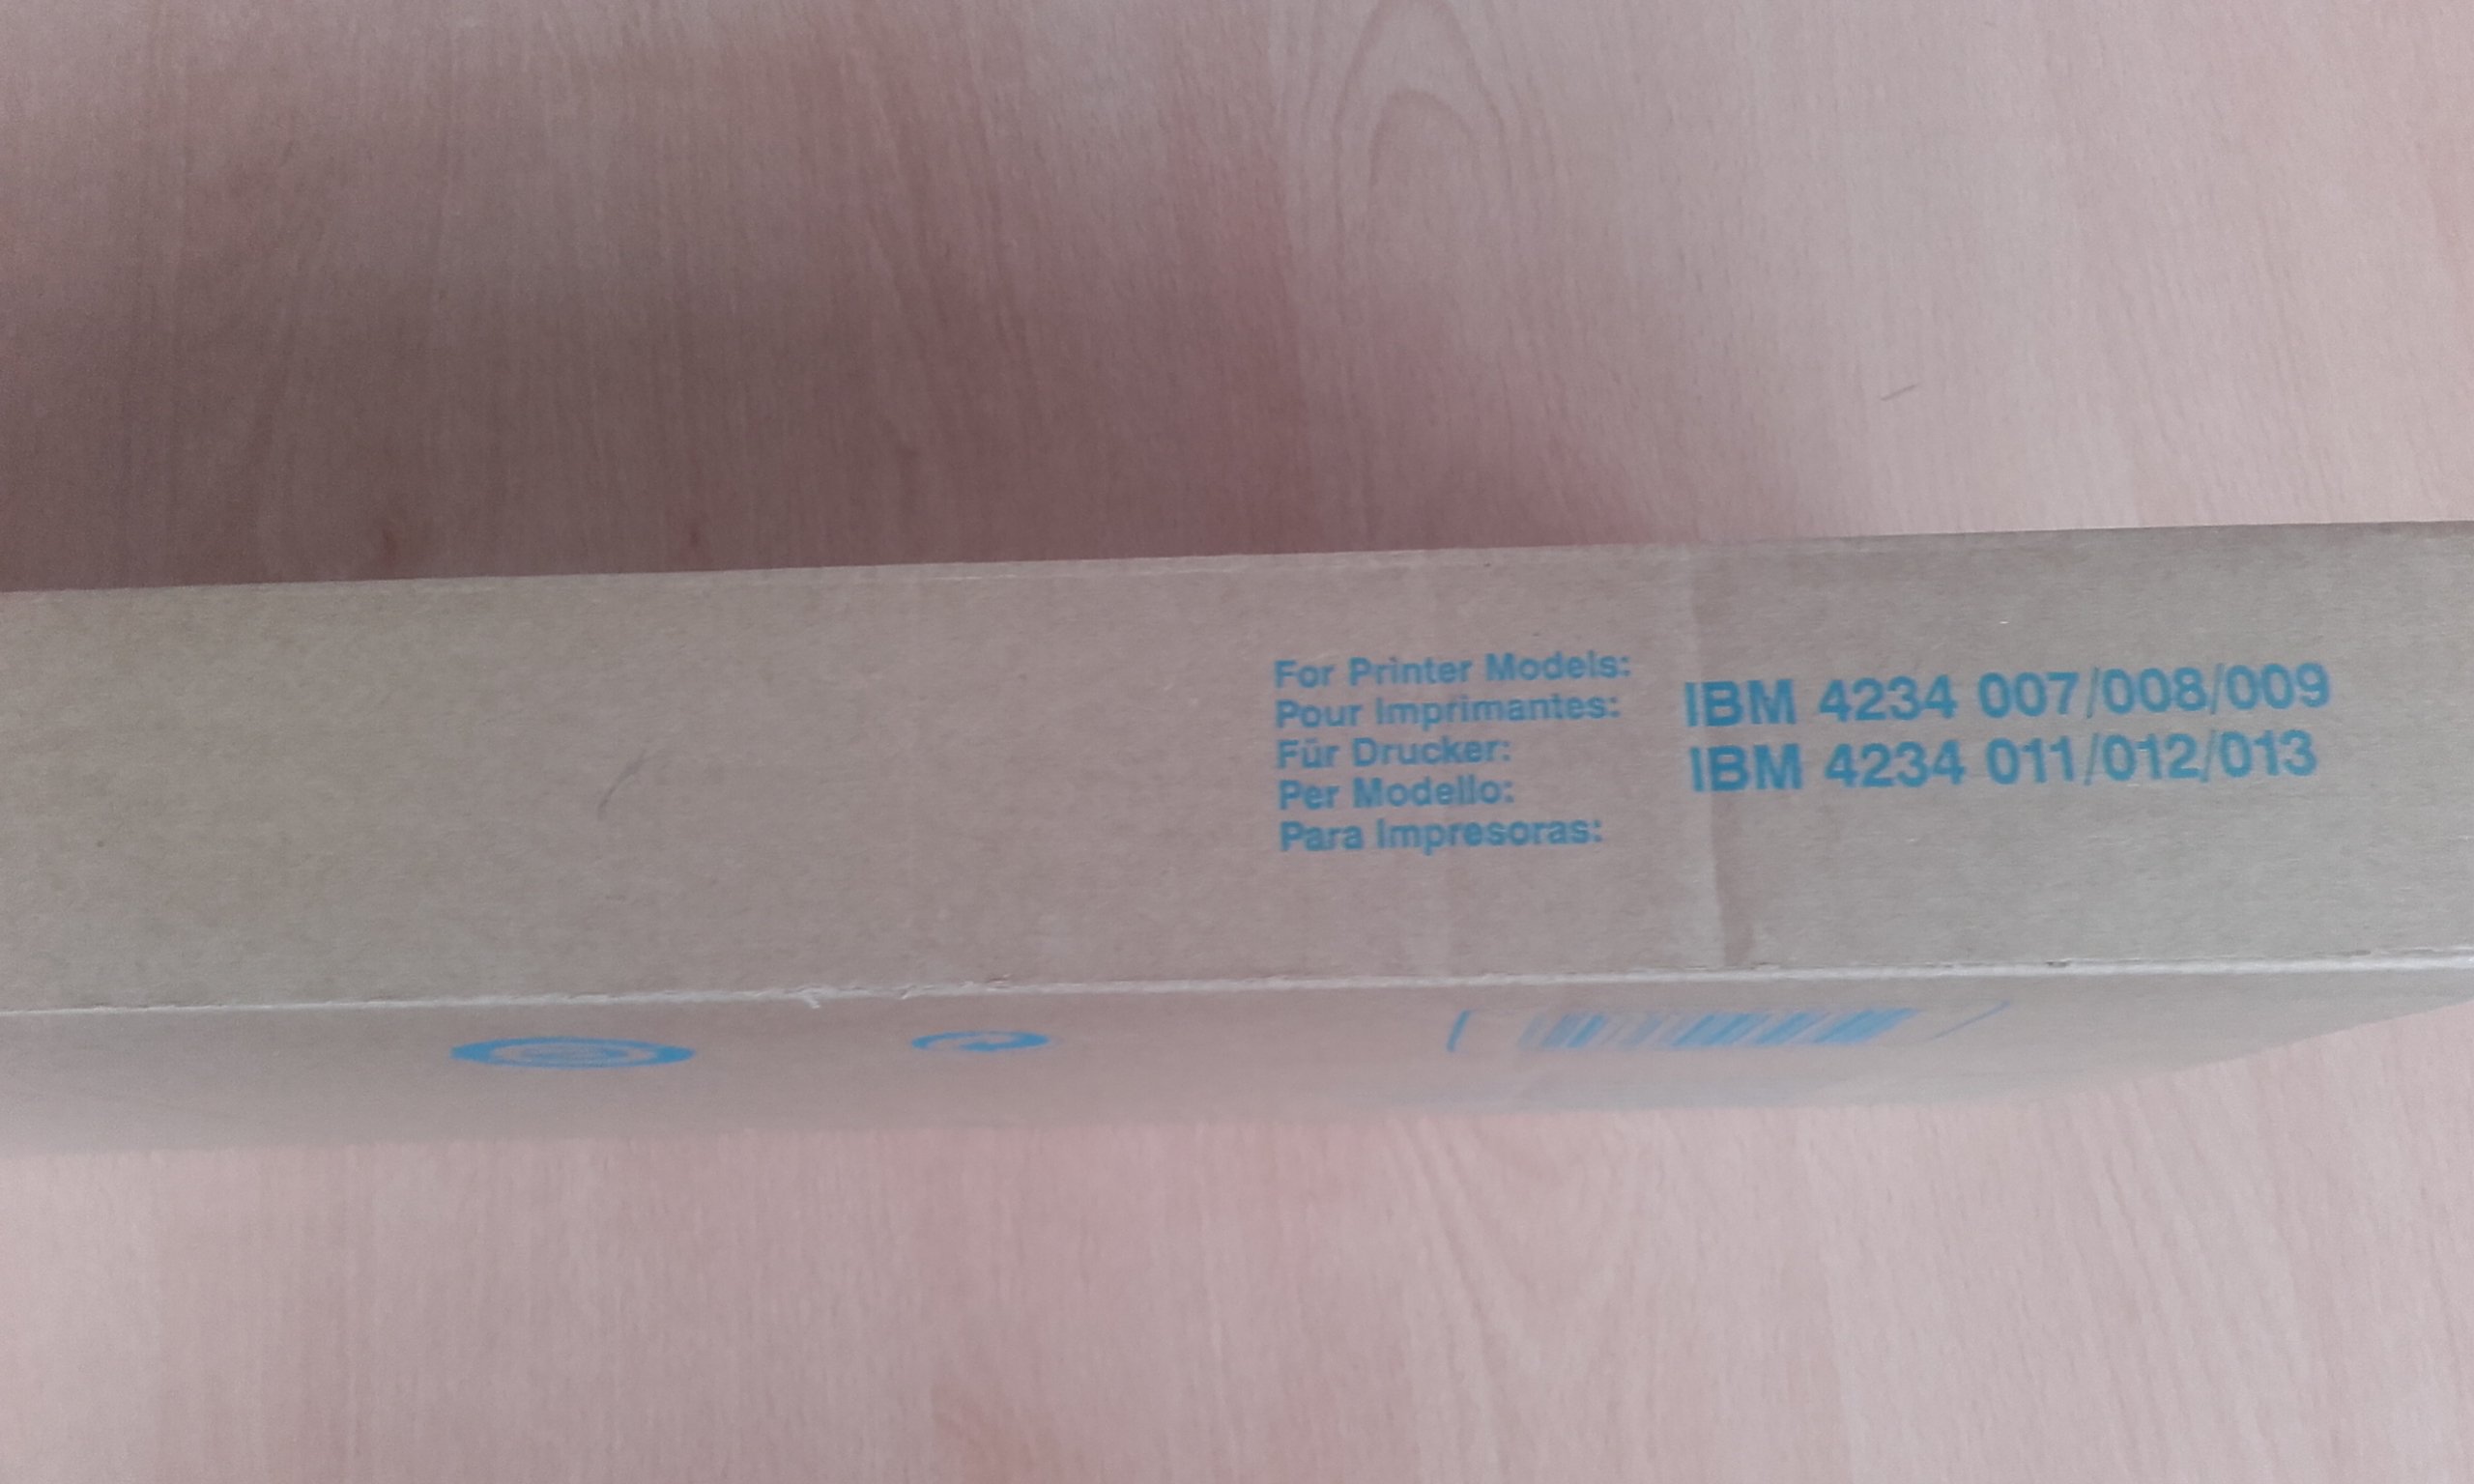 For Printer Models:
Pour Imprimantes:
Für Drucker:
Per Modello:
Para Impresoras:
IBM 4234 007/008/009
IBM 4234 011/012/013